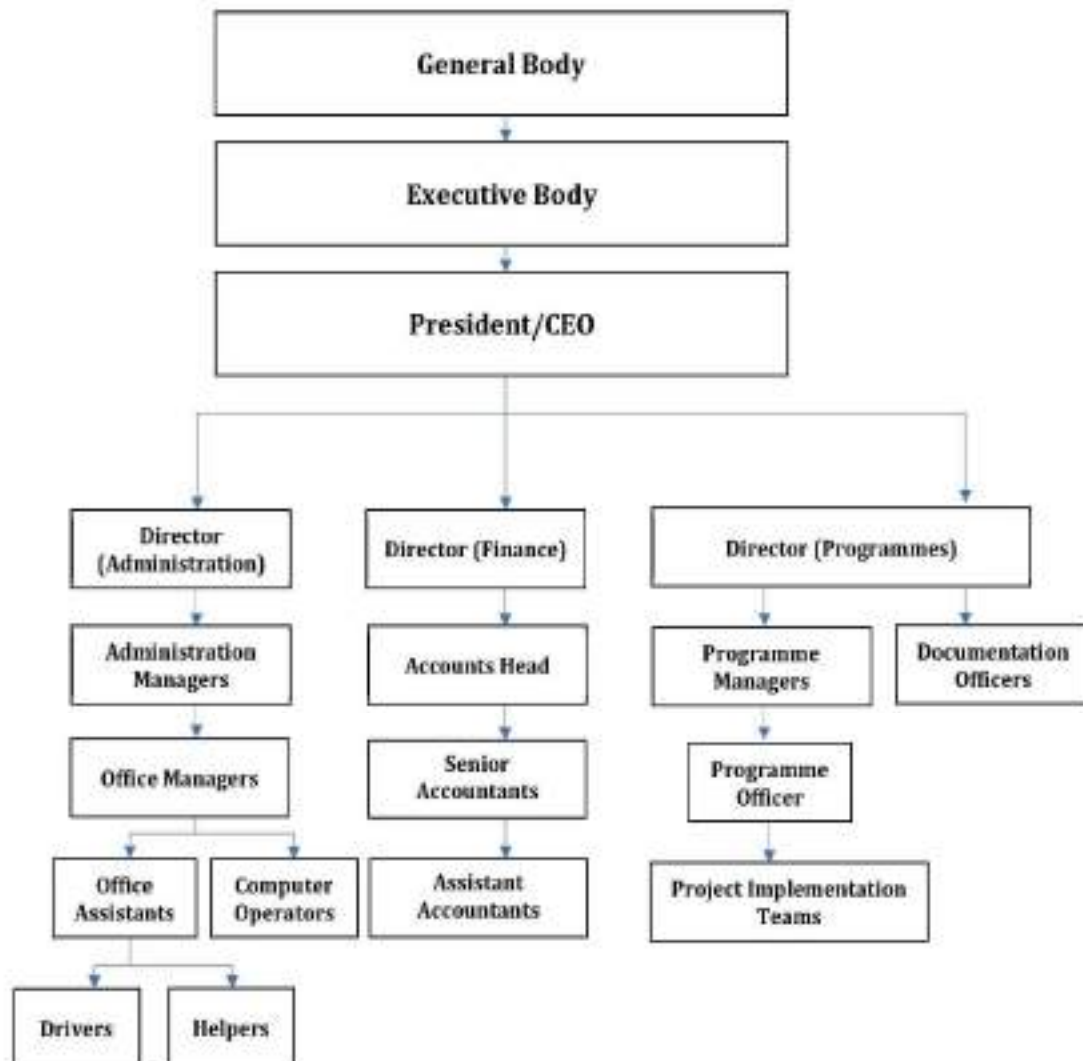 General Body
Executive Body
President/CEO
Director
(Administration)
Director (Finance)
Director (Programmes)
Administration
Managers
Accounts Head
Programme
Managers
Documentation
Officers
Office Managers
Senior
Accountants
Programme
Officer
Office
Assistants
Computer
Operators
Assistant
Accountants
Project Implementation
Teams
Drivers
Helpers